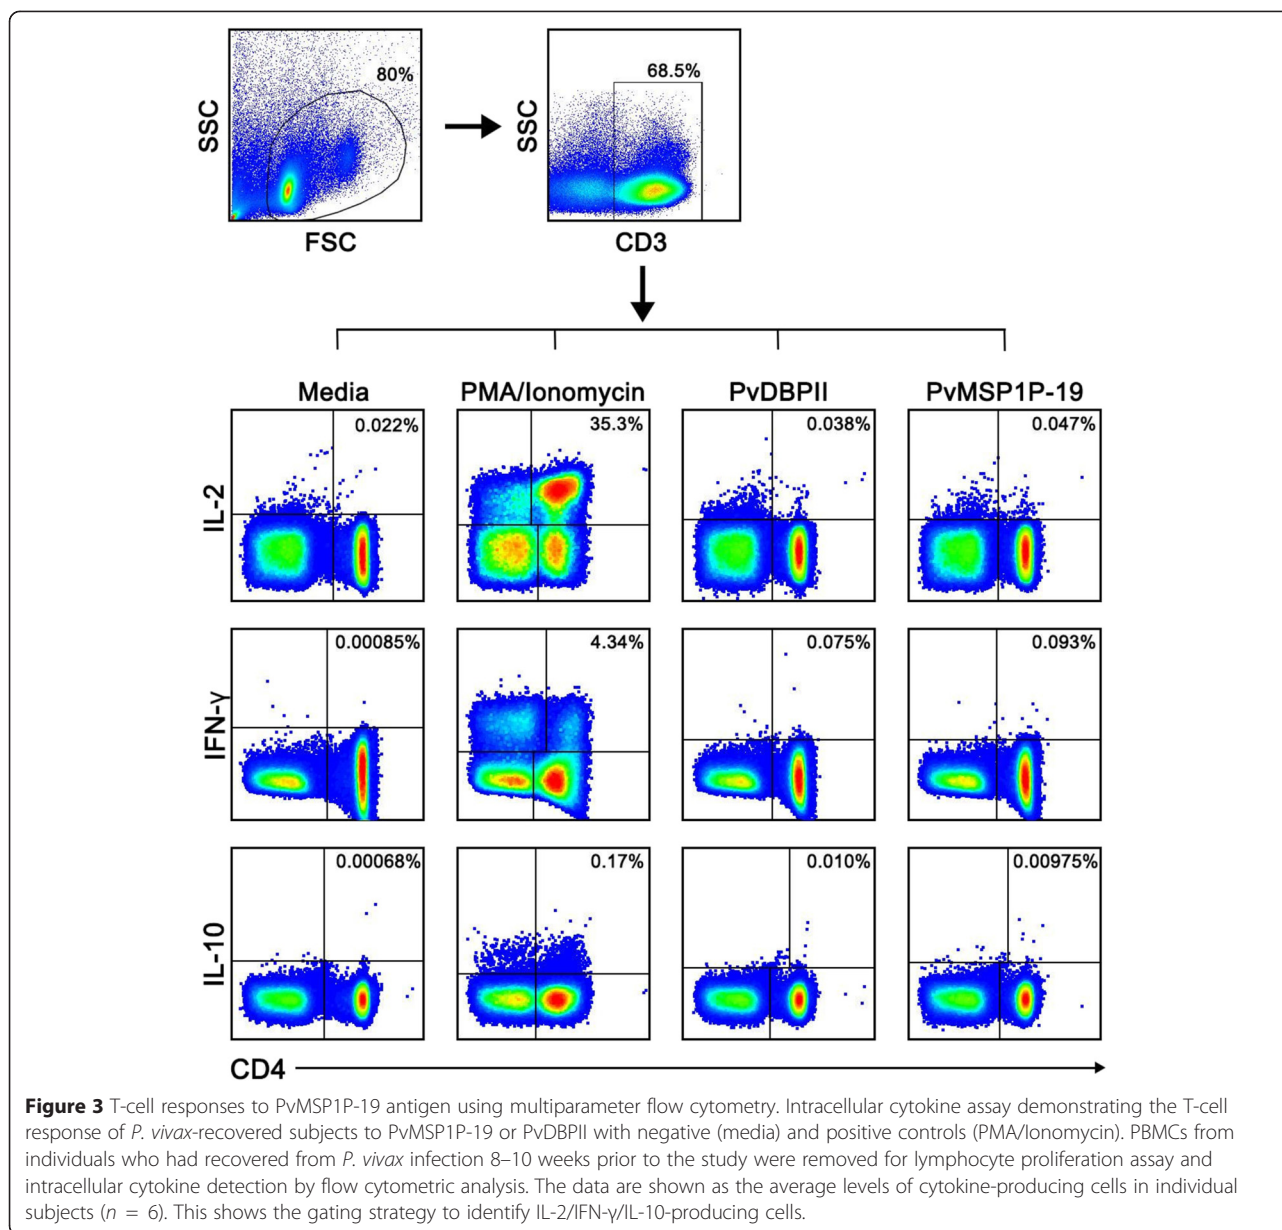 80%
68.5%
SSC
SSC
FSC
CD3
Media
PMA/Ionomycin
PvDBPII
PvMSP1P-19
IL-2
0.022%
35.3%
0.038%
0.047%
IFN-γ
0.00085%
4.34%
0.075%
0.093%
IL-10
0.00068%
0.17%
0.010%
0.00975%
CD4
Figure 3 T-cell responses to PvMSP1P-19 antigen using multiparameter flow cytometry. Intracellular cytokine assay demonstrating the T-cell
response of P. vivax-recovered subjects to PvMSP1P-19 or PvDBPII with negative (media) and positive controls (PMA/Ionomycin). PBMCs from
individuals who had recovered from P. vivax infection 8–10 weeks prior to the study were removed for lymphocyte proliferation assay and
intracellular cytokine detection by flow cytometric analysis. The data are shown as the average levels of cytokine-producing cells in individual
subjects (n = 6). This shows the gating strategy to identify IL-2/IFN-γ/IL-10-producing cells.